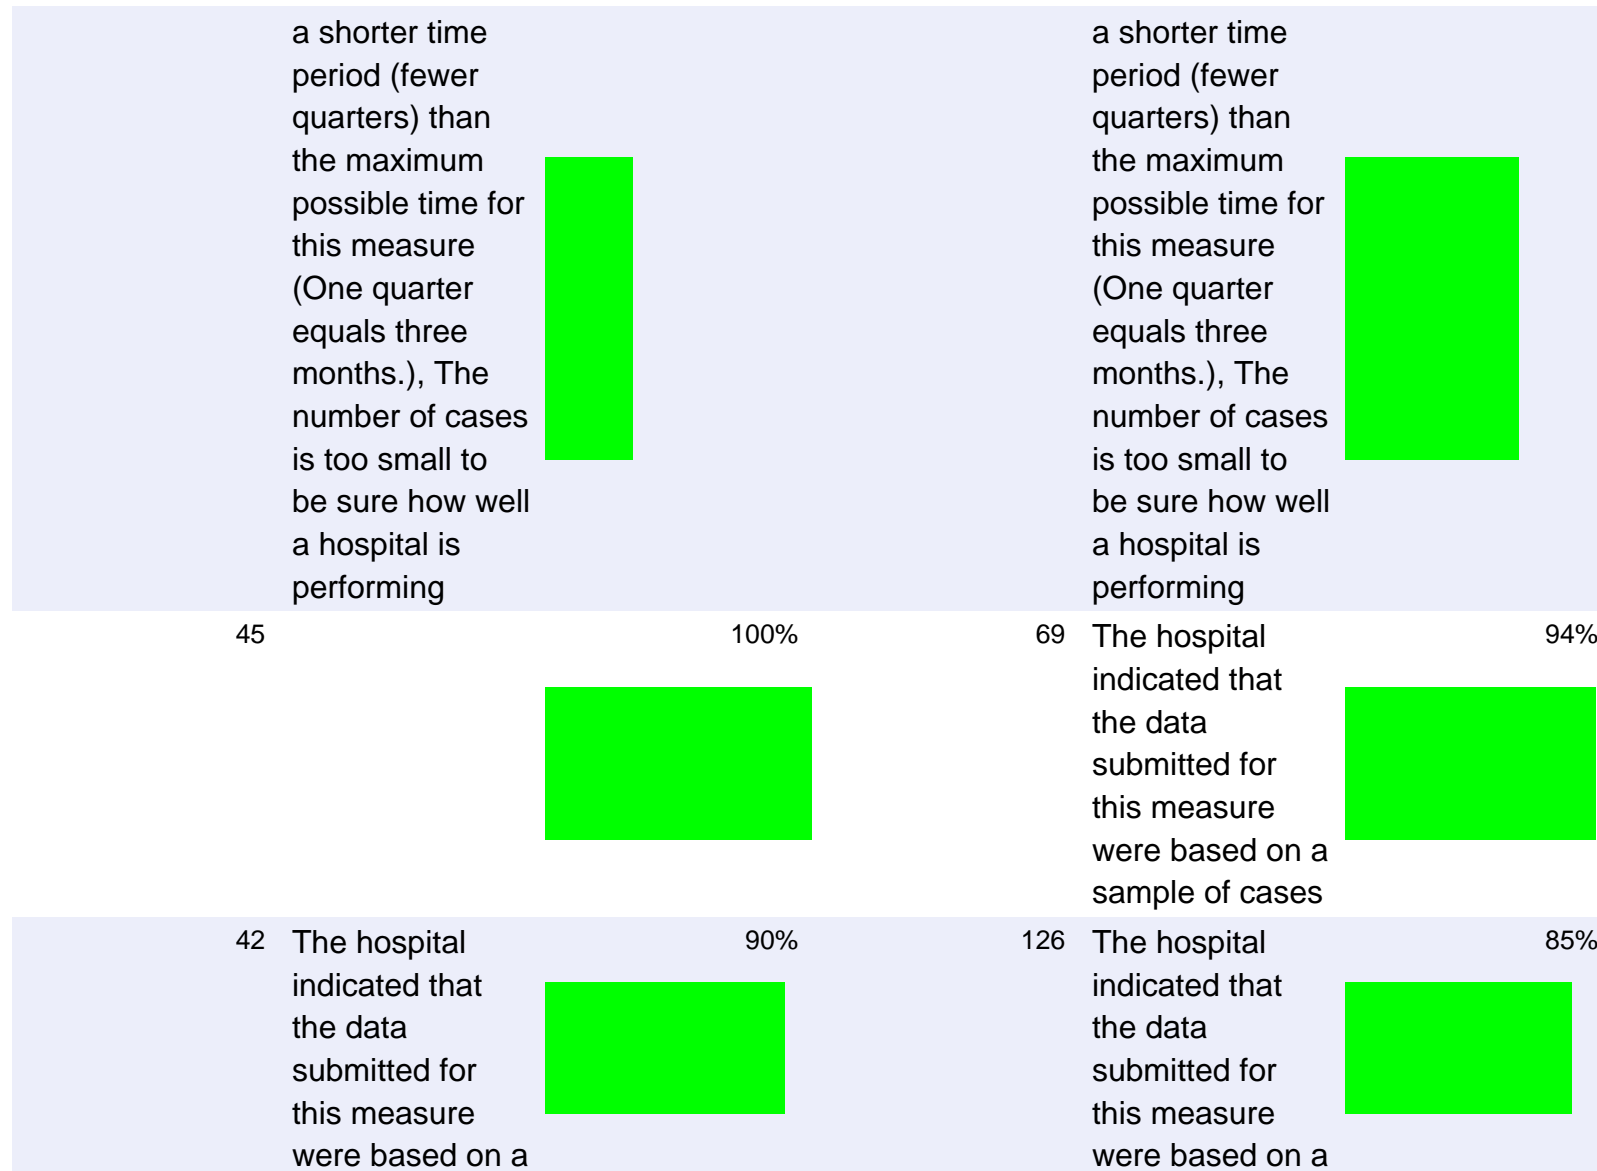 a shorter time
period (fewer
quarters) than
the maximum
possible time for
this measure
(One quarter
equals three
months.), The
number of cases
is too small to
be sure how well
a hospital is
performing
a shorter time
period (fewer
quarters) than
the maximum
possible time for
this measure
(One quarter
equals three
months.), The
number of cases
is too small to
be sure how well
a hospital is
performing
45
100%
69
The hospital
indicated that
the data
submitted for
this measure
were based on a
sample of cases
94%
42
The hospital
indicated that
the data
submitted for
this measure
were based on a
90%
126
The hospital
indicated that
the data
submitted for
this measure
were based on a
85%